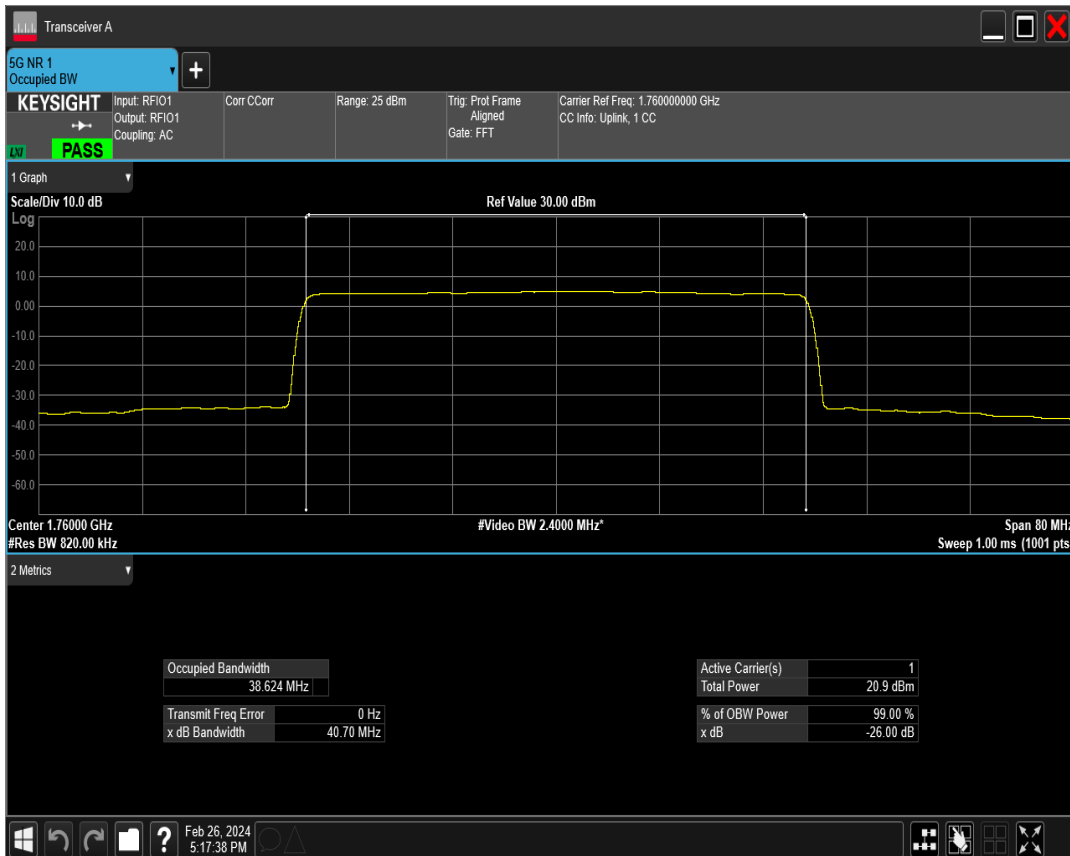 Transceiver A
5G NR 1
Occupied BW
KEYSIGHT
LXI
PASS
Input: RFIO1
Output: RFIO1
Coupling: AC
Corr CCorr
Range: 25 dBm
Trig: Prot Frame
Aligned
Gate: FFT
Carrier Ref Freq: 1.760000000 GHz
CC Info: Uplink, 1 CC
1 Graph
Scale/Div 10.0 dB
Ref Value 30.00 dBm
Log
20.0
10.0
0.00
-10.0
-20.0
-30.0
-40.0
-50.0
-60.0
Center 1.76000 GHz
#Video BW 2.4000 MHz*
Span 80 MHz
#Res BW 820.00 kHz
Sweep 1.00 ms (1001 pts
2 Metrics
Occupied Bandwidth
38.624 MHz
Transmit Freq Error 0 Hz
x dB Bandwidth 40.70 MHz
Active Carrier(s) 1
Total Power 20.9 dBm
% of OBW Power 99.00 %
x dB -26.00 dB
?
Feb 26, 2024
5:17:38 PM